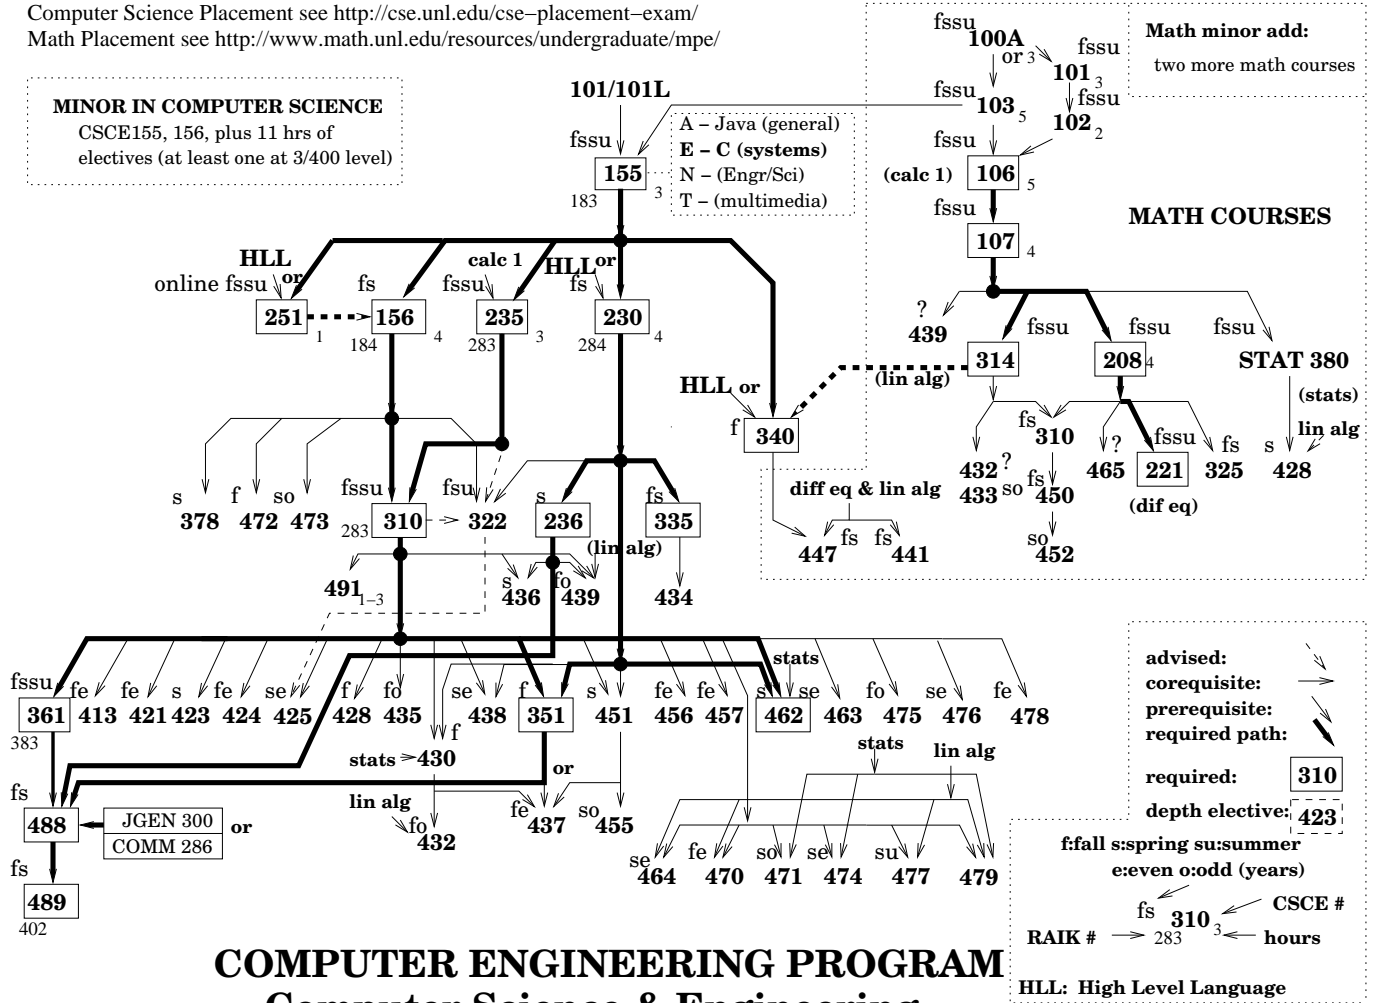 Computer Science Placement see http://cse.unl.edu/cse−placement−exam/
Math Placement see http://www.math.unl.edu/resources/undergraduate/mpe/
MINOR IN COMPUTER SCIENCE
CSCE155, 156, plus 11 hrs of
electives (at least one at 3/400 level)
101/101L
fssu
155
183
3
A – Java (general)
E – C (systems)
N – (Engr/Sci)
T – (multimedia)
fssu
100A
or 3
fssu
101 3
fssu
103 5
fssu
102 2
fssu
(calc 1)
106
5
fssu
107
4
Math minor add:
two more math courses
MATH COURSES
HLL
or
online fssu
251
1
fs
156
184
4
calc 1
fssu
235
283
3
HLL or
fs
230
284
4
?
439
fssu
314
(lin alg)
fssu
208 4
fssu
STAT 380
(stats)
lin alg
HLL or
f
340
fs
310
432 ?
433 so
fs
450
so
452
?
465
fssu
221
(dif eq)
fs
325
s
428
diff eq & lin alg
447
fs
fs
441
s
378
f
472
so
473
fssu
310
283
fsu
322
s
236
(lin alg)
fs
335
491 1–3
s
436
fo
439
434
fssu
361
383
fe
413
fe
421
s
423
fe
424
se
425
f
428
fo
435
se
438
f
351
s
451
fe
456
fe
457
stats
s
462
se
463
fo
475
se
476
fe
478
f
stats
430
lin alg
fo
432
or
fe
437
so
455
stats
lin alg
se
464
fe
470
so
471
se
474
su
477
479
fs
488
JGEN 300
COMM 286
or
fs
489
402
advised:
corequisite:
prerequisite:
required path:
required:
310
depth elective:
423
f:fall s:spring su:summer
e:even o:odd (years)
fs
310
CSCE #
RAIK #
283
3
hours
HLL: High Level Language
COMPUTER ENGINEERING PROGRAM
Computer Science & Engineering